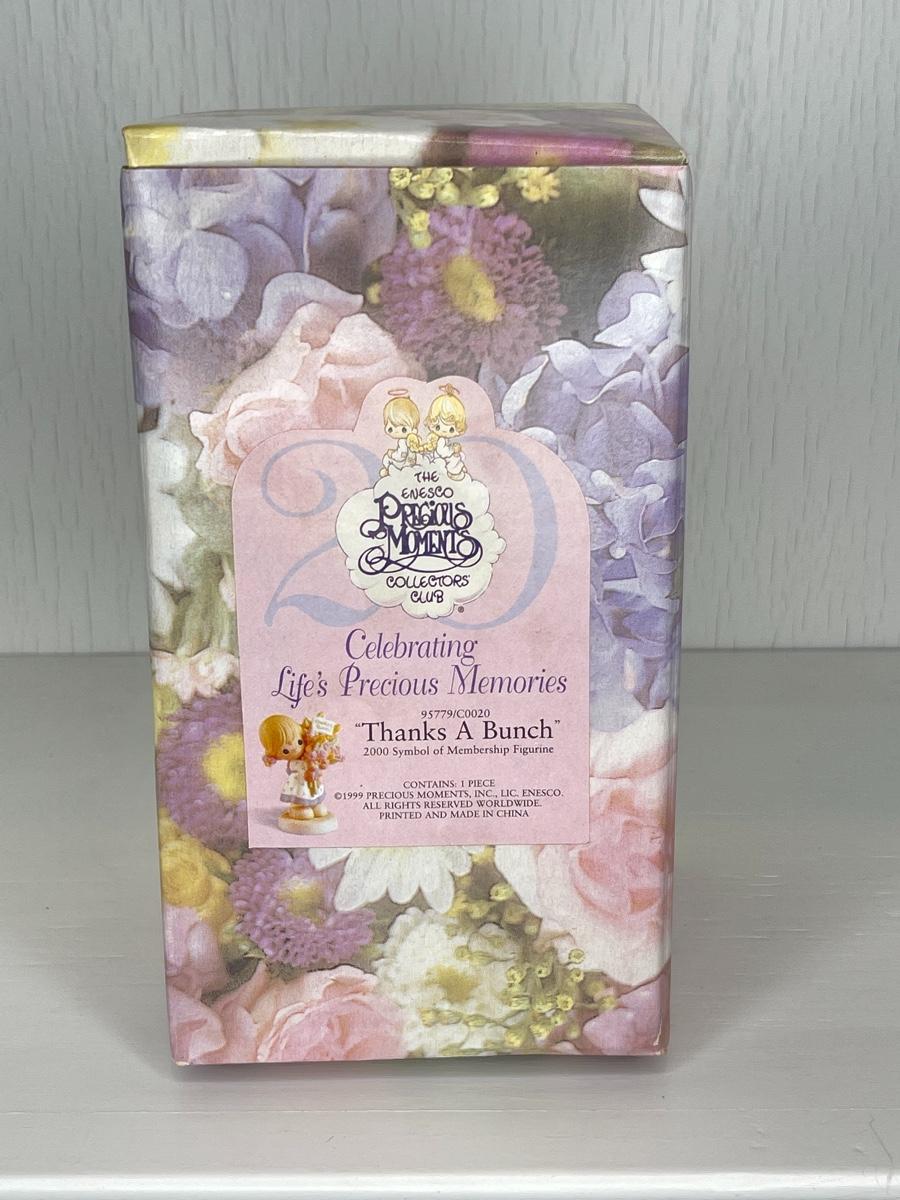 20
THE
ENESCO
PRECIOUS
MOMENTS
COLLECTORS'
CLUB®
Celebrating
Life's Precious Memories
95779/C0020
"Thanks A Bunch"
2000 Symbol of Membership Figurine
CONTAINS: 1 PIECE
©1999 PRECIOUS MOMENTS, INC., LIC. ENESCO.
ALL RIGHTS RESERVED WORLDWIDE.
PRINTED AND MADE IN CHINA